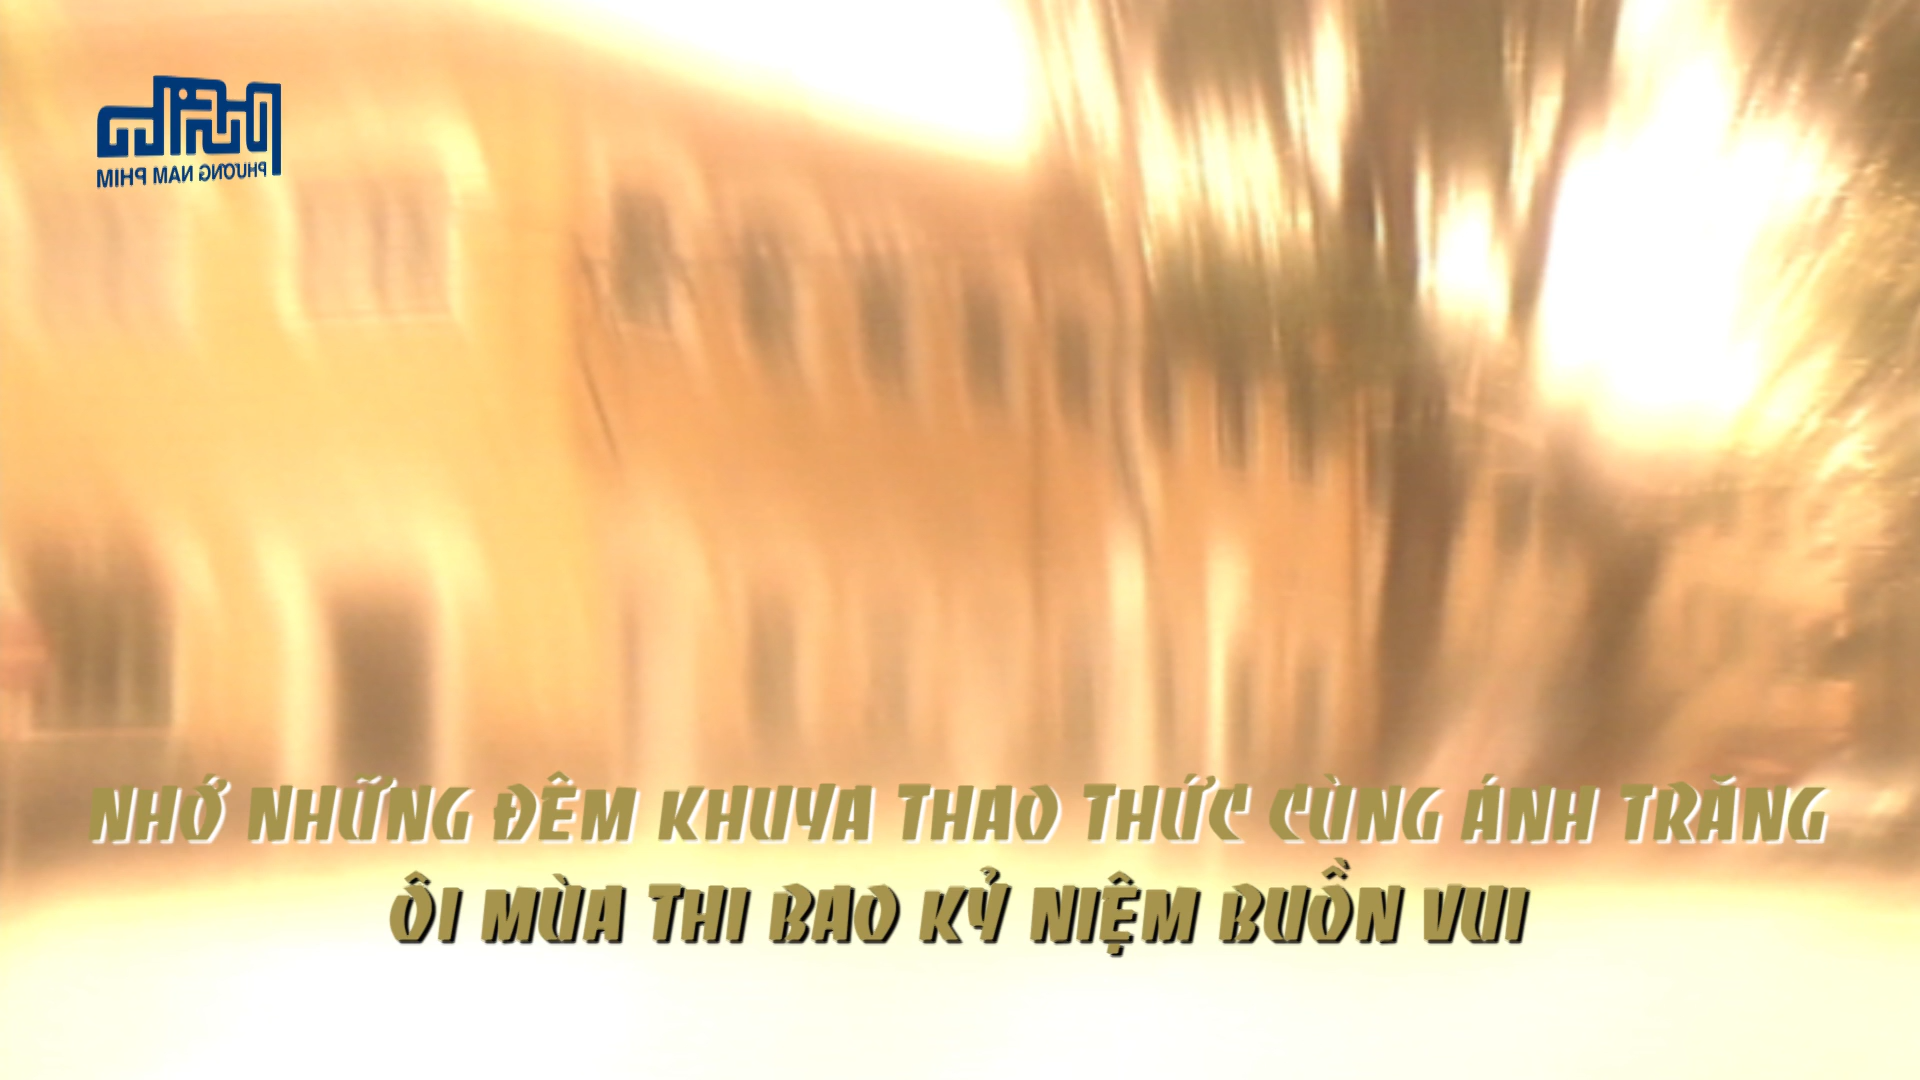 PHƯƠNG NAM PHIM
NHỚ NHỮNG ĐÊM KHUYA THAO THỨC CÙNG ÁNH TRĂNG
ÔI MÙA THI BAO KỶ NIỆM BUỒN VUI